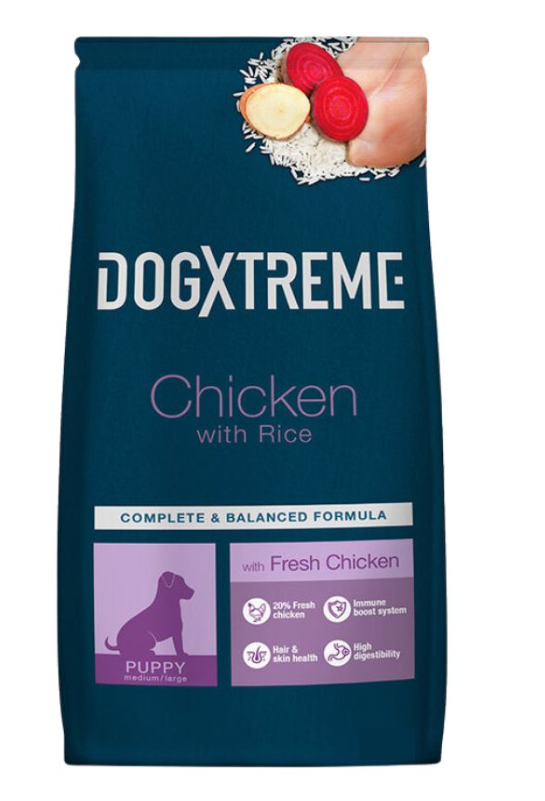 DOGXTREME
Chicken
with Rice
COMPLETE & BALANCED FORMULA
with Fresh Chicken
20% Fresh
chicken
Immune
boost system
Hair &
skin health
High
digestibility
PUPPY
medium/large